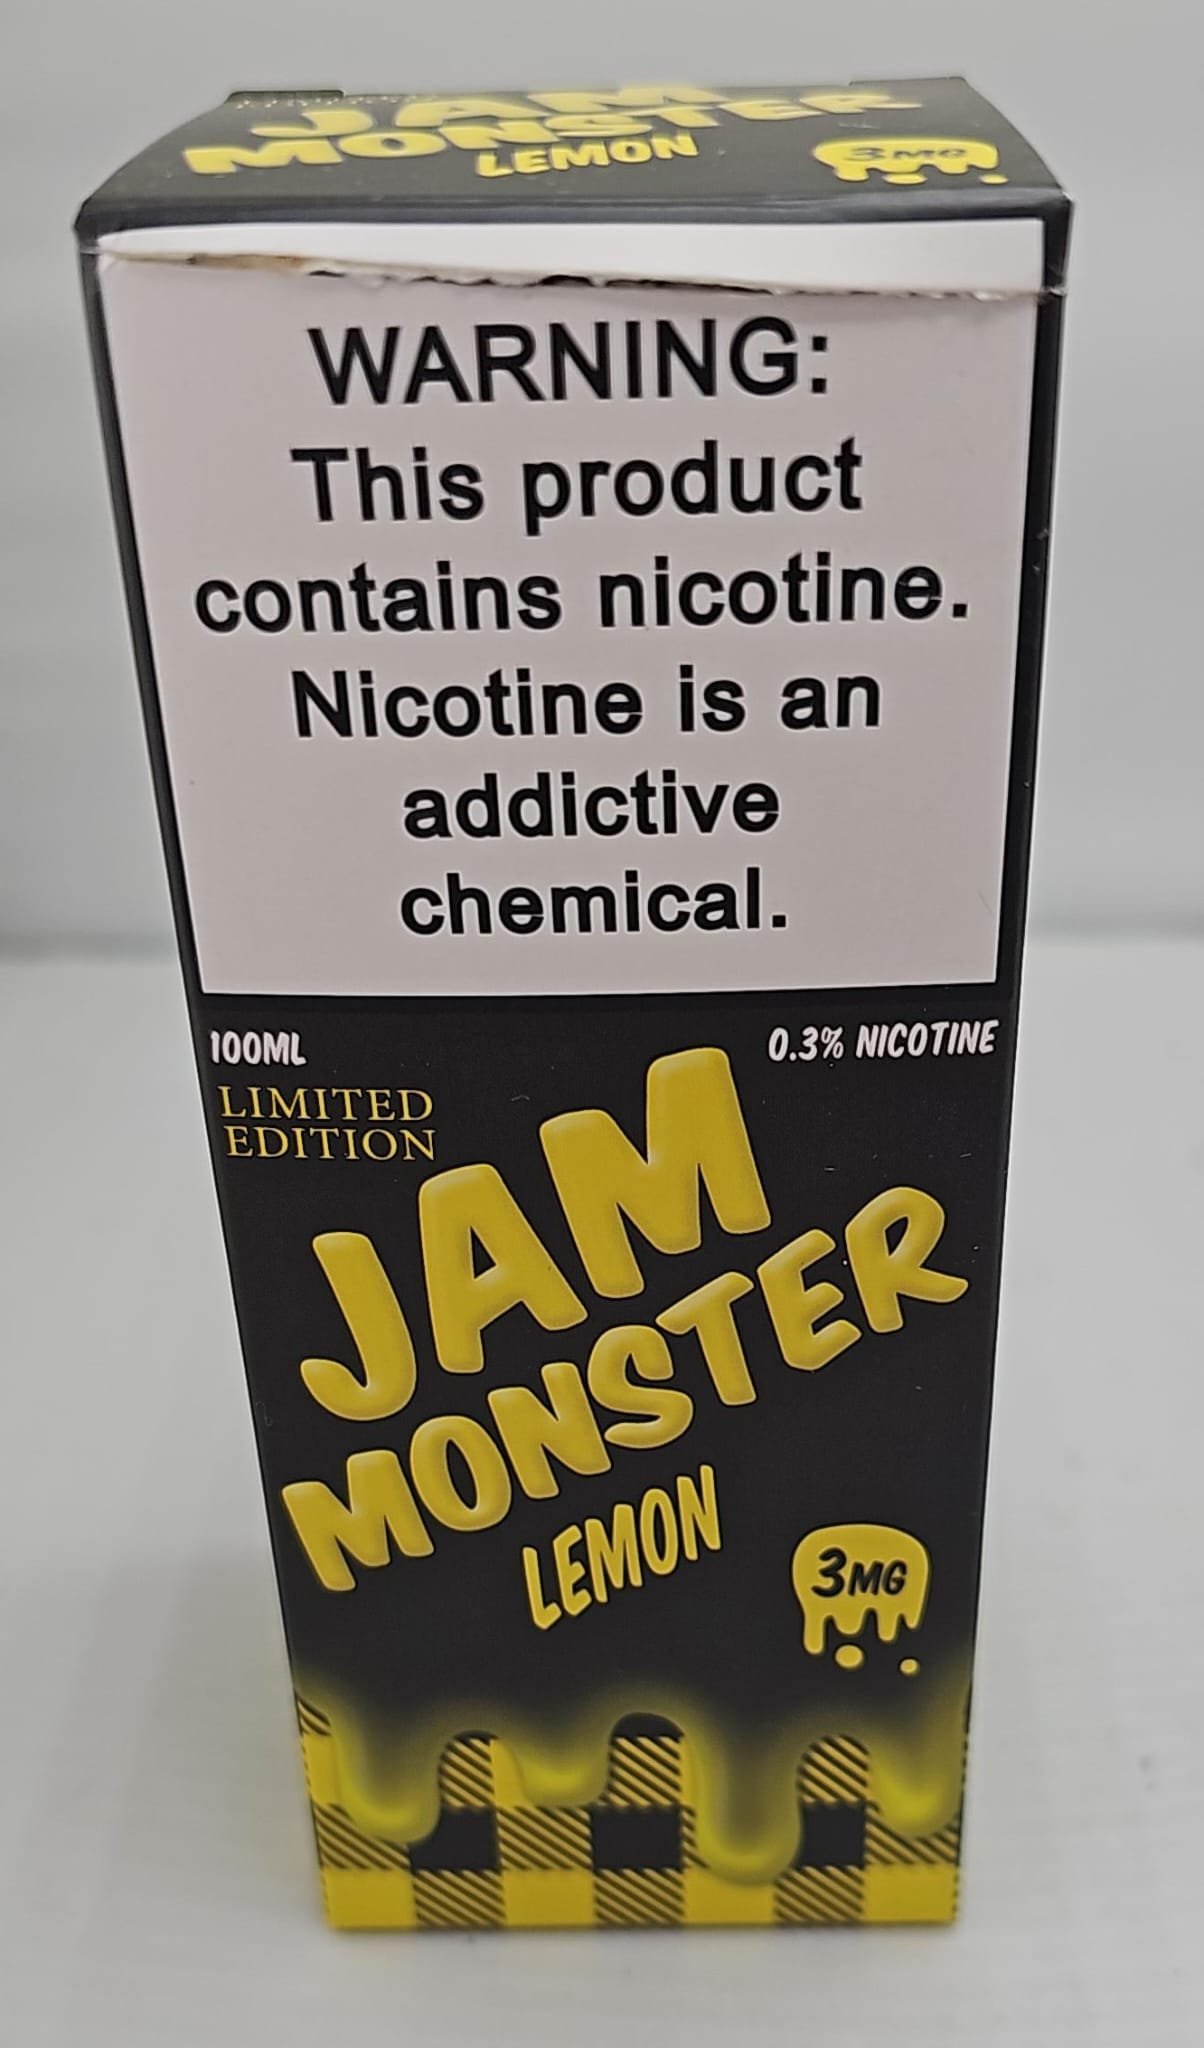 JAM
MONSTER
LEMON
3MG
WARNING:
This product
contains nicotine.
Nicotine is an
addictive
chemical.
100ML
0.3% NICOTINE
LIMITED
EDITION
JAM
MONSTER
LEMON
3MG